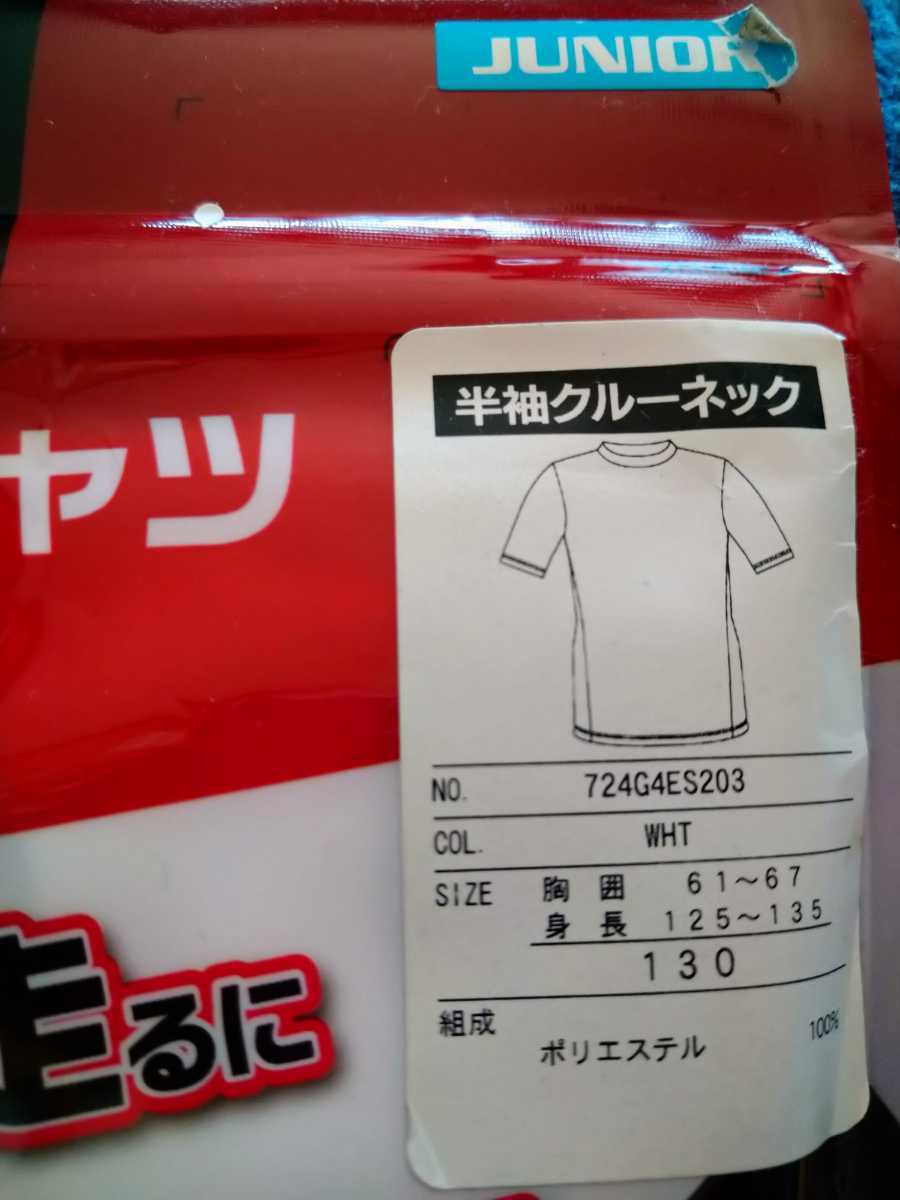 JUNIOR
半袖クルーネック
ャツ
NO. 724G4ES203
COL. WHT
SIZE 胸囲 61～67
身長 125～135
130
組成
ポリエステル 100%
走るに